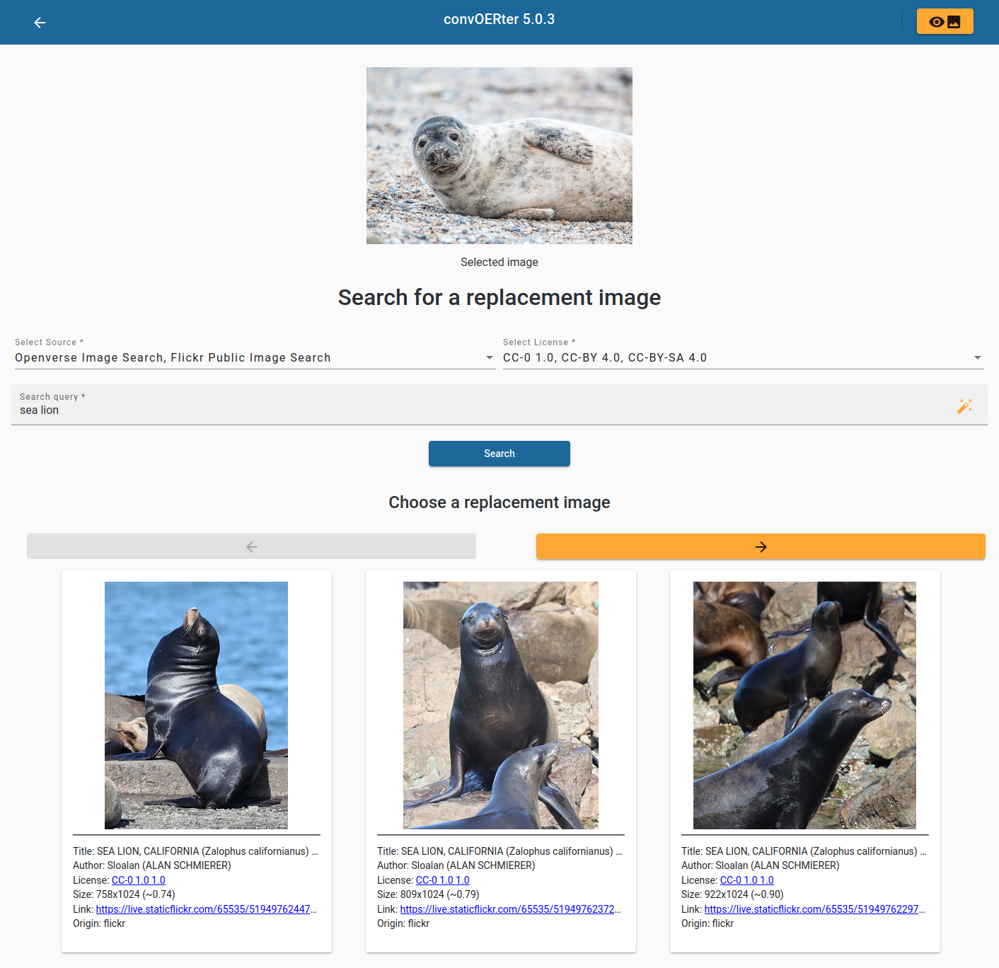 convOERter 5.0.3
Selected image
Search for a replacement image
Select Source *
Openverse Image Search, Flickr Public Image Search
Select License *
CC-0 1.0, CC-BY 4.0, CC-BY-SA 4.0
Search query *
sea lion
Search
Choose a replacement image
Title: SEA LION, CALIFORNIA (Zalophus californianus) ...
Author: Sloalan (ALAN SCHMIERER)
License: CC-0 1.0 1.0
Size: 758x1024 (~0.74)
Link: https://live.staticflickr.com/65535/51949762447...
Origin: flickr
Title: SEA LION, CALIFORNIA (Zalophus californianus) ...
Author: Sloalan (ALAN SCHMIERER)
License: CC-0 1.0 1.0
Size: 809x1024 (~0.79)
Link: https://live.staticflickr.com/65535/51949762372...
Origin: flickr
Title: SEA LION, CALIFORNIA (Zalophus californianus) ...
Author: Sloalan (ALAN SCHMIERER)
License: CC-0 1.0 1.0
Size: 922x1024 (~0.90)
Link: https://live.staticflickr.com/65535/51949762297...
Origin: flickr